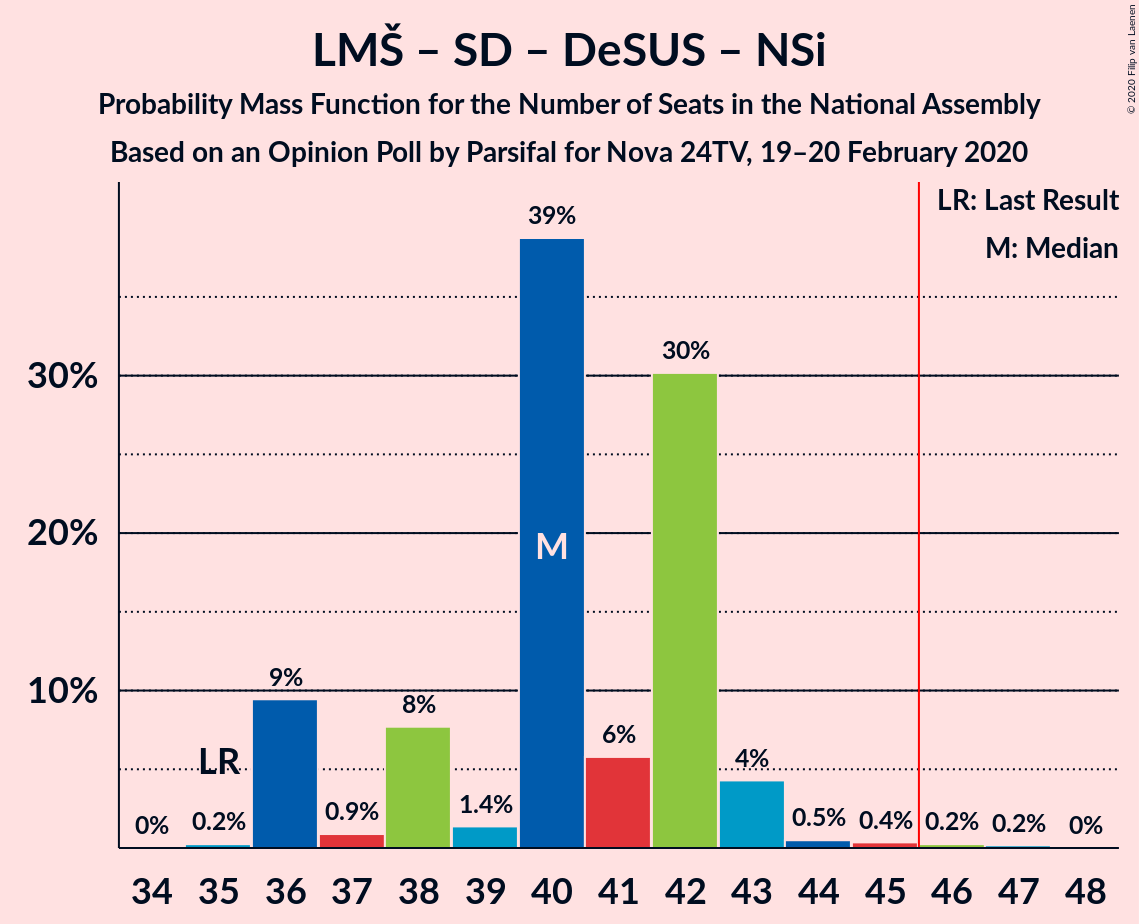 LMŠ – SD – DeSUS – NSi
Probability Mass Function for the Number of Seats in the National Assembly
Based on an Opinion Poll by Parsifal for Nova 24TV, 19–20 February 2020
© 2020 Filip van Laenen
LR: Last Result
M: Median
39%
30%
30%
20%
M
10%
9%
8%
6%
4%
LR
0%
0.2%
0.9%
1.4%
0.5%
0.4%
0.2%
0.2%
0%
34 35 36 37 38 39 40 41 42 43 44 45 46 47 48